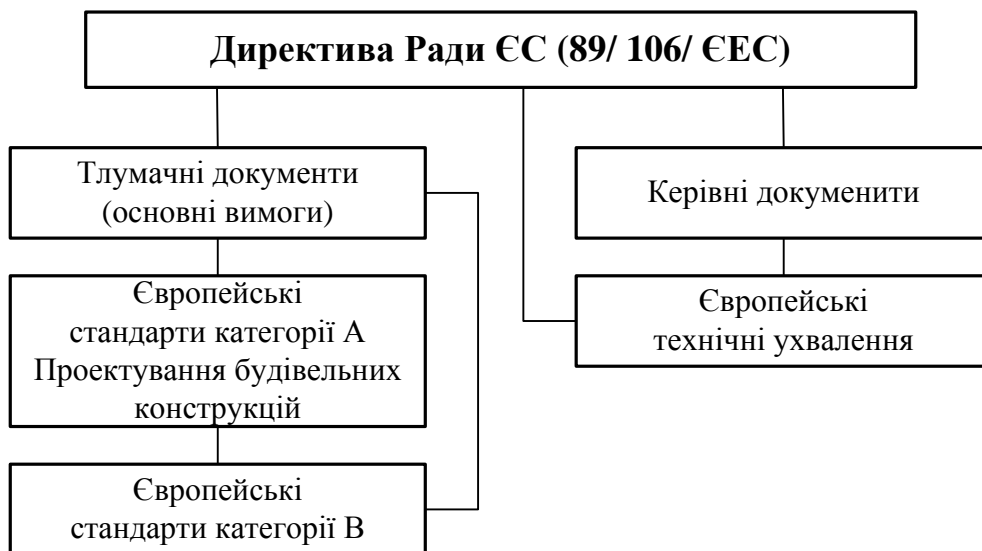 Директива Ради ЄС (89/ 106/ ЄЕС)
Тлумачні документи
(основні вимоги)
Європейські
стандарти категорії А
Проектування будівельних
конструкцій
Європейські
стандарти категорії В
Керівні докуменити
Європейські
технічні ухвалення